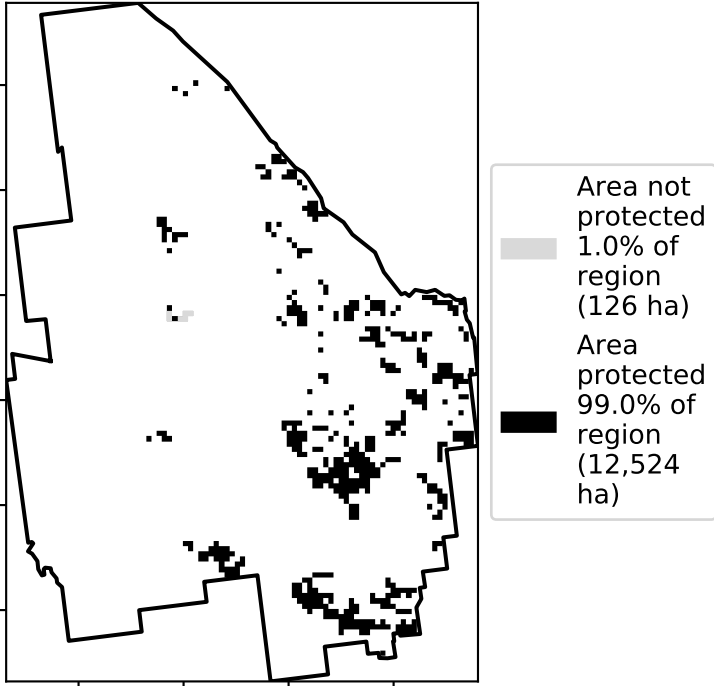 Area not
protected
1.0% of
region
(126 ha)
Area
protected
99.0% of
region
(12,524
ha)